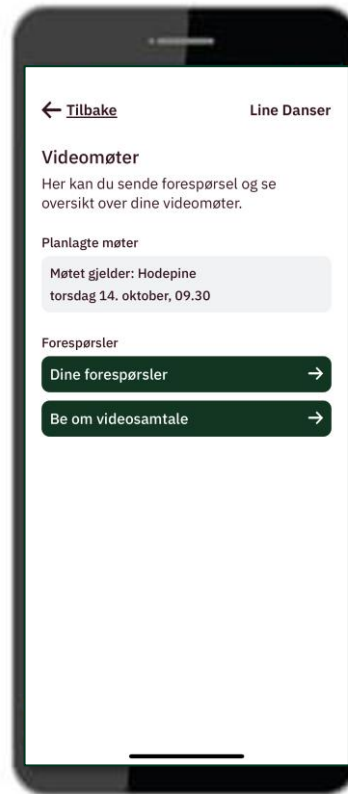 ← Tilbake
Line Danser
Videomøter
Her kan du sende forespørsel og se
oversikt over dine videomøter.
Planlagte møter
Møtet gjelder: Hodepine
torsdag 14. oktober, 09.30
Forespørsler
Dine forespørsler →
Be om videosamtale →